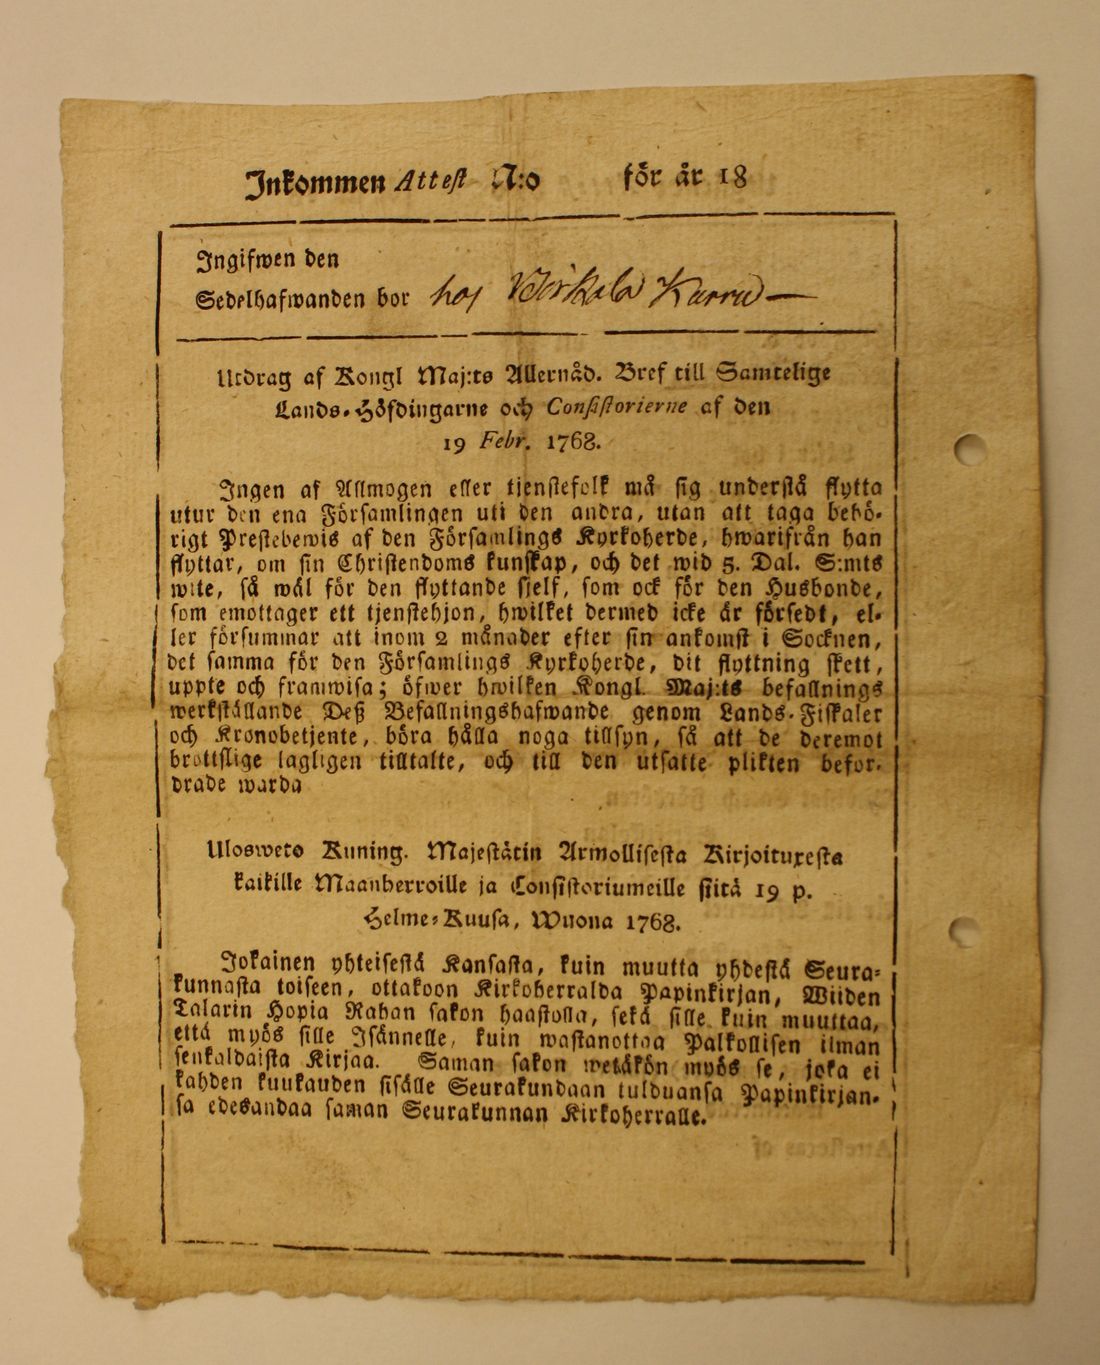 Inkommen Attest N:o för år 18
Ingifwen den
Sedelhafwanden bor hos Kärkölä Karru
Utdrag af Kongl Maj:ts Allernåd. Bref till Samtelige
Lands-Höfdingarne och Consistorierne af den
19 Febr. 1768.
Ingen af Allmogen eller tjenstefolk må sig understå flytta
utur den ena Församlingen uti den andra, utan att taga behö-
rigt Prestebewis af den Församlings Kyrkoherde, hwarifrån han
flyttar, om sin Christendoms kunskap, och det wid 5. Dal. S:mts
wite, så wäl för den flyttande sjelf, som ock för den Husbonde,
som emottager ett tjenstehjon, hwilket dermed icke är försedt, el-
ler försummar att inom 2 månader efter sin ankomst i Socknen,
det samma för den Församlings Kyrkoherde, dit flyttning skett,
uppte och framwisa; öfwer hwilken Kongl. Maj:ts befallnings
werkställande Deß Befallningshafwande genom Lands-Fiskaler
och Kronobetjente, böra hålla noga tillsyn, så att de deremot
brottslige lagligen tilltalte, och till den utsatte plikten befor-
drade warda
Ulosweto Kuning. Majestätin Armollisesta Kirjoituxesta
kaikille Maanherroille ja Consistoriumeille siitä 19 p.
Helme-Kuusa, Wuona 1768.
Jokainen yhteisestä Kansasta, kuin muutta yhdestä Seura-
kunnasta toiseen, ottakoon Kirkoherralda Papinkirjan, Wiiden
Talarin Hopia Rahan sakon haastolla, sekä sille kuin muuttaa,
että myös sille Isännelle, kuin wastanottaa Palkollisen ilman
senkaldaista Kirjaa. Saman sakon wetäkön myös se, joka ei
kahden kuukauden sisälle Seurakundaan tulduansa Papinkirjan-
sa edesandaa saman Seurakunnan Kirkoherralle.